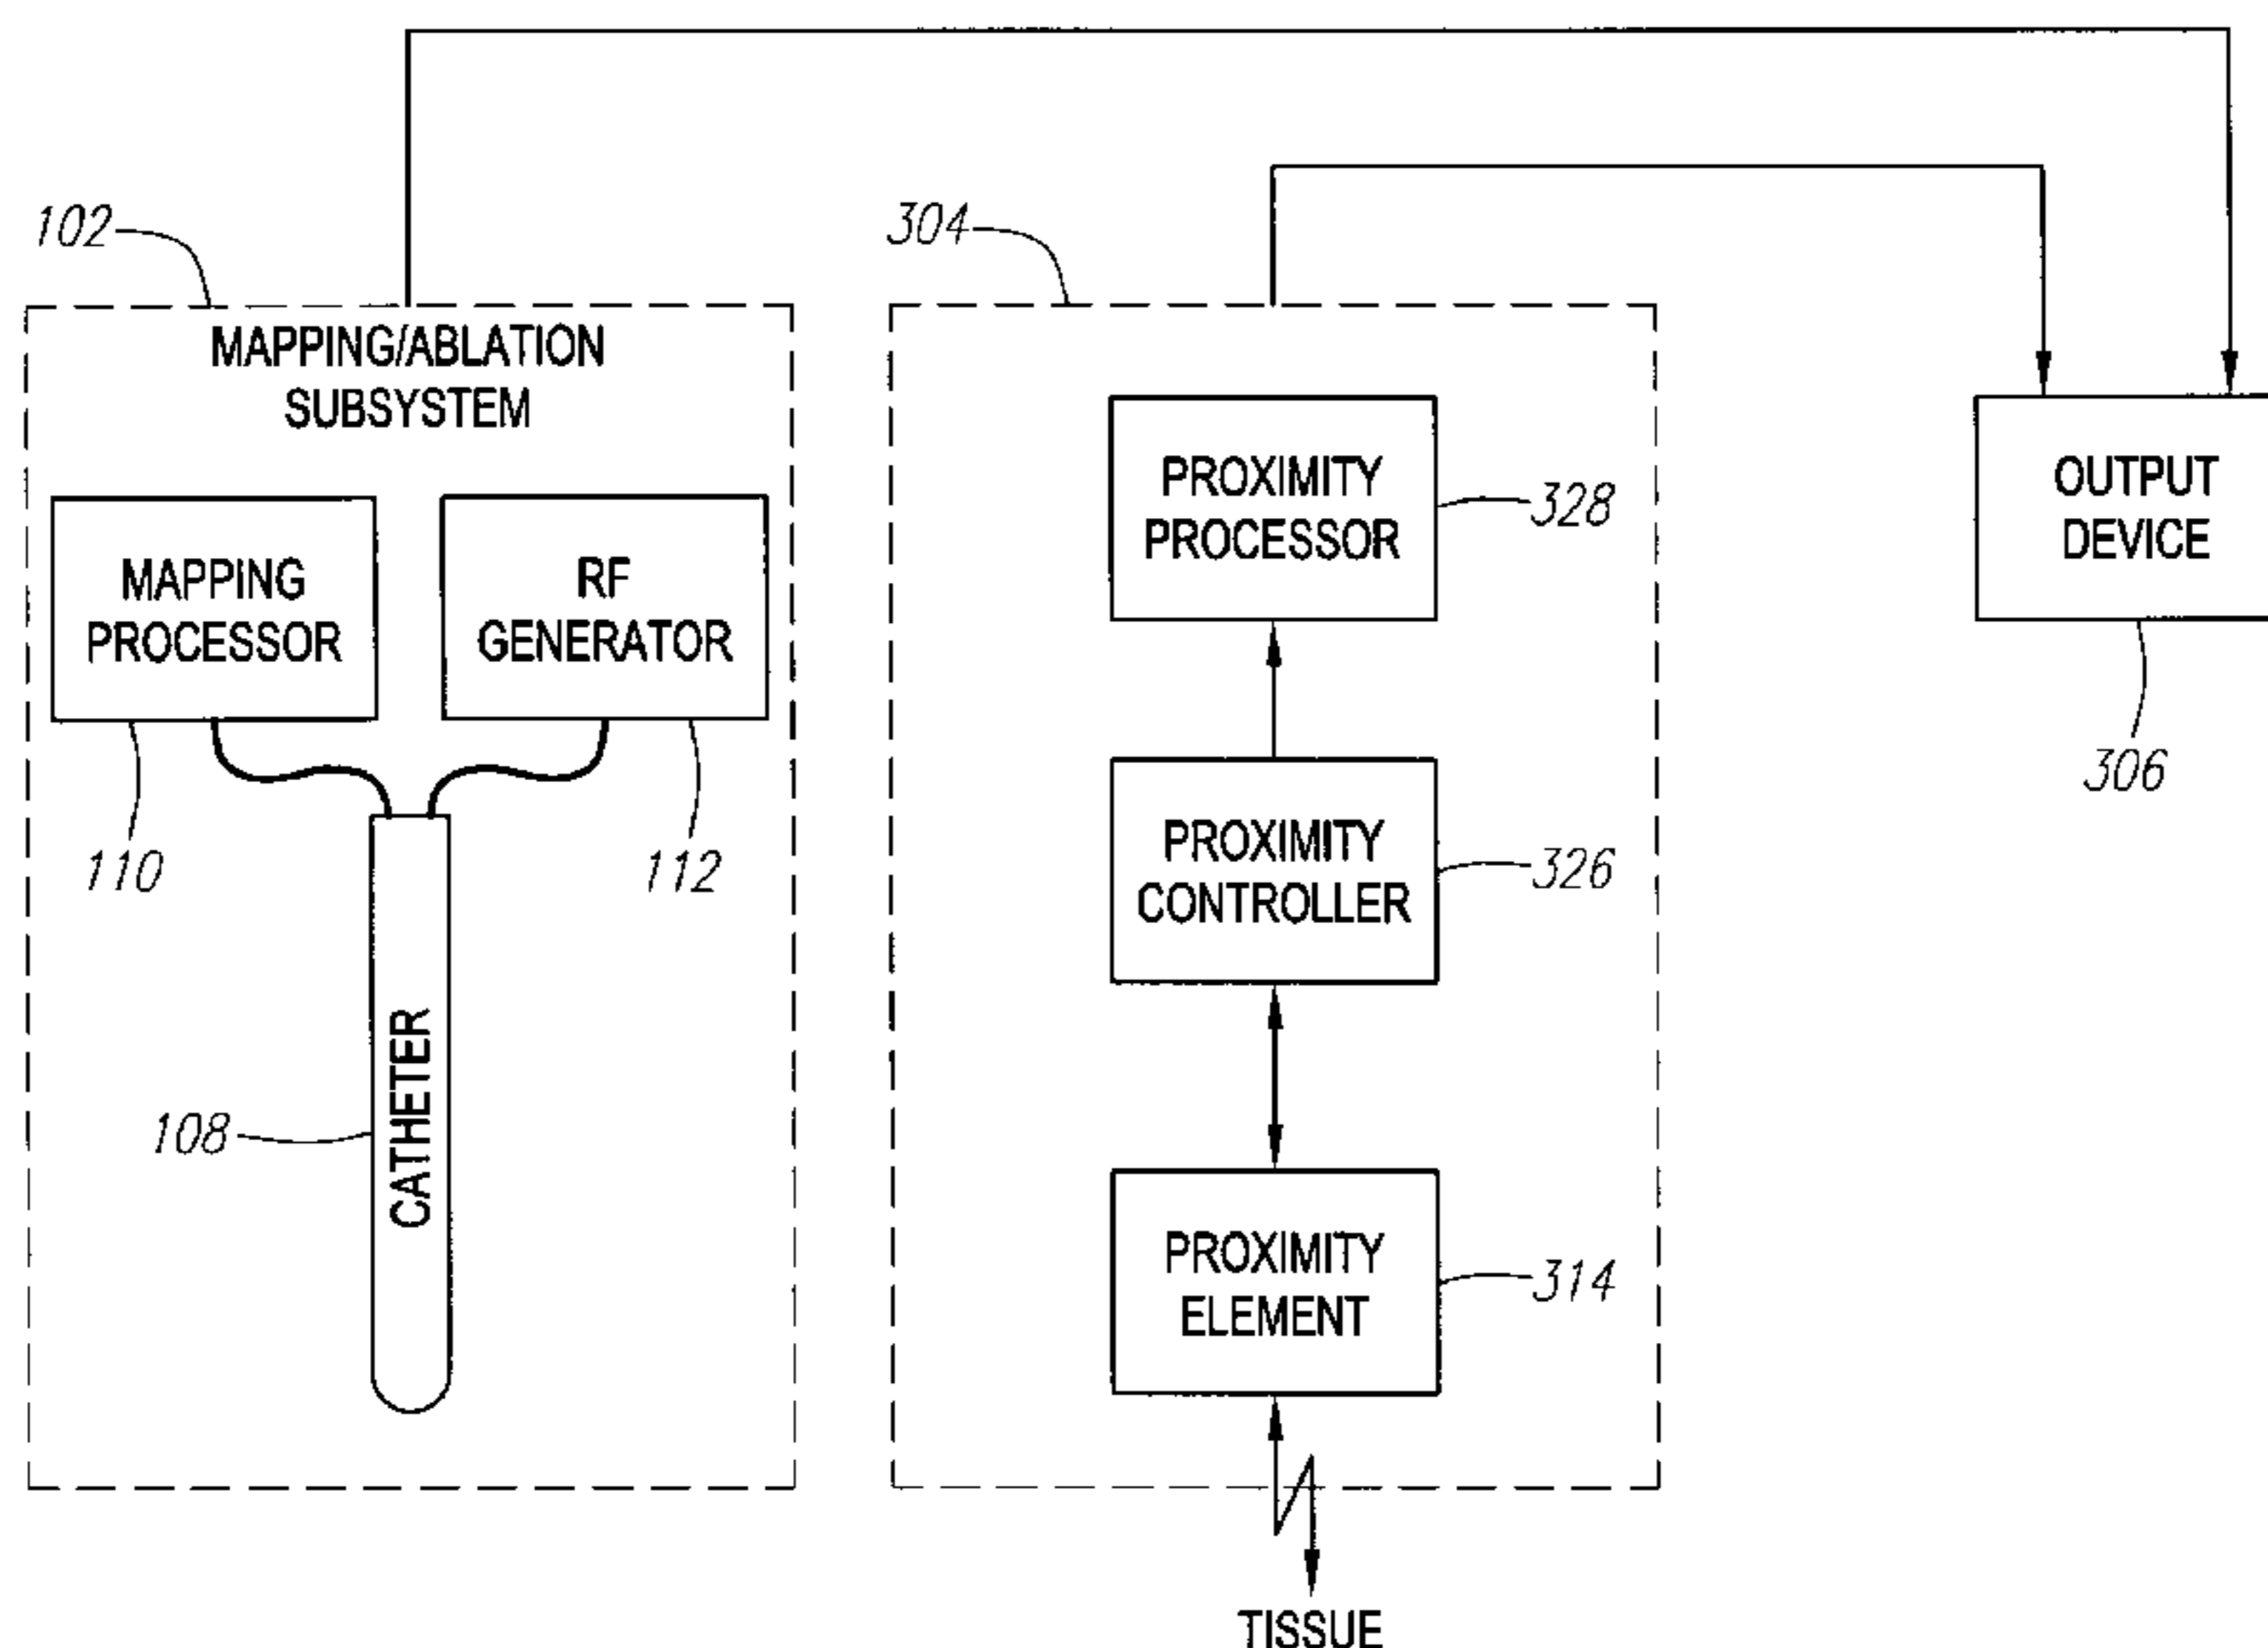 102
304
MAPPING/ABLATION
SUBSYSTEM
MAPPING
PROCESSOR
RF
GENERATOR
110
112
108
CATHETER
PROXIMITY
PROCESSOR
328
PROXIMITY
CONTROLLER
326
PROXIMITY
ELEMENT
314
TISSUE
OUTPUT
DEVICE
306